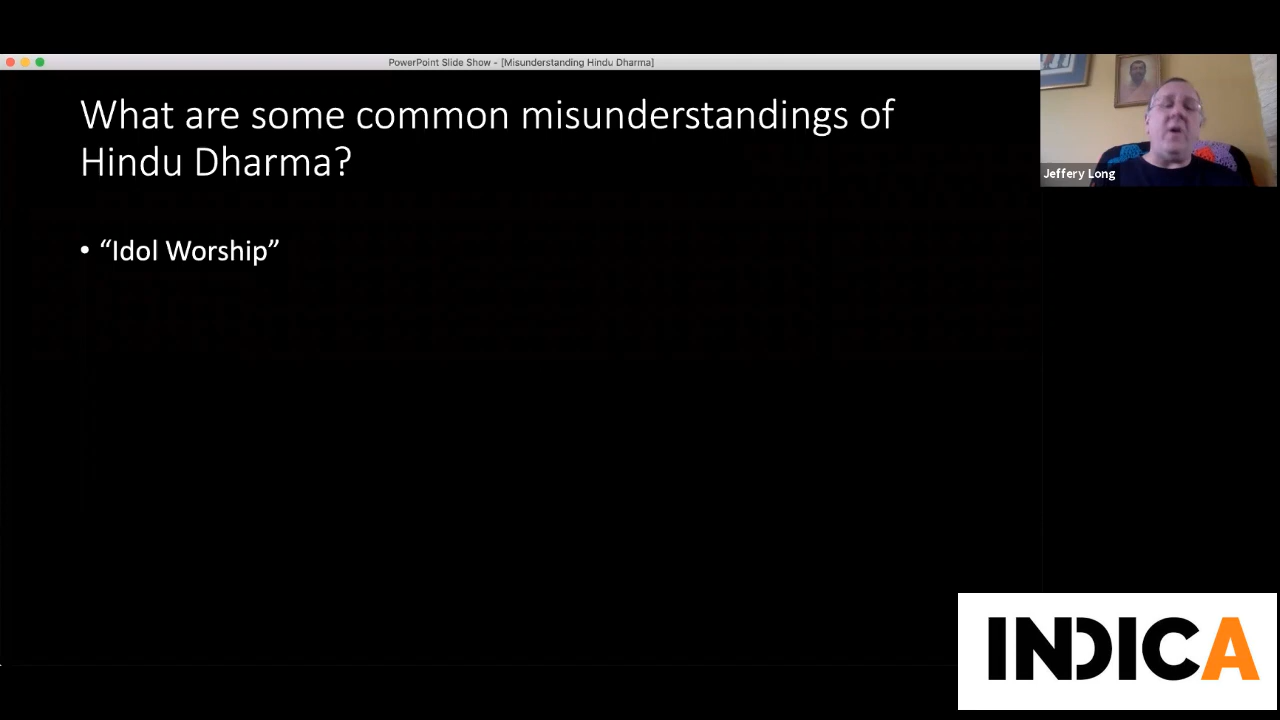 PowerPoint Slide Show - [Misunderstanding Hindu Dharma]
What are some common misunderstandings of
Hindu Dharma?
• “Idol Worship”
Jeffery Long
INDICA